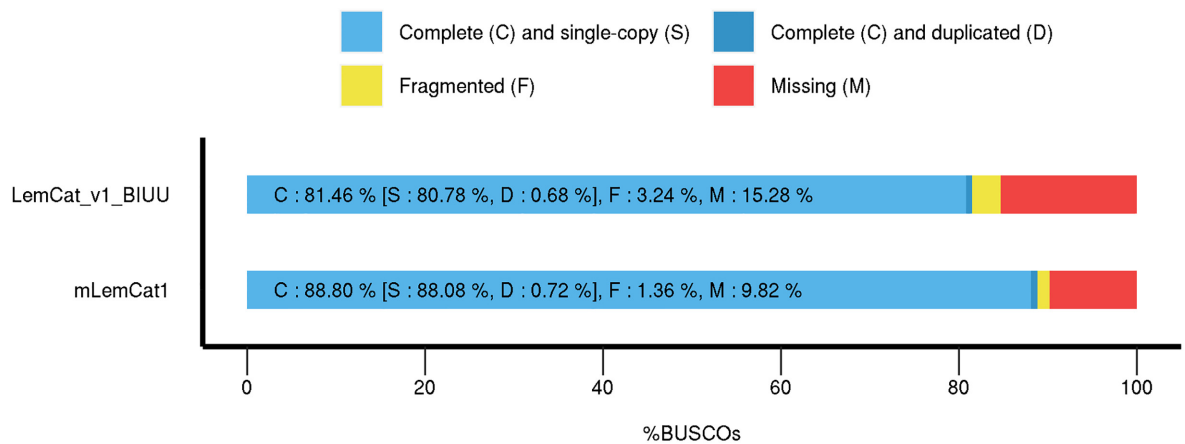 Complete (C) and single-copy (S) Complete (C) and duplicated (D)
Fragmented (F) Missing (M)
LemCat_v1_BIUU C : 81.46 % [S : 80.78 %, D : 0.68 %], F : 3.24 %, M : 15.28 %
mLemCat1 C : 88.80 % [S : 88.08 %, D : 0.72 %], F : 1.36 %, M : 9.82 %
0 20 40 60 80 100
%BUSCOs